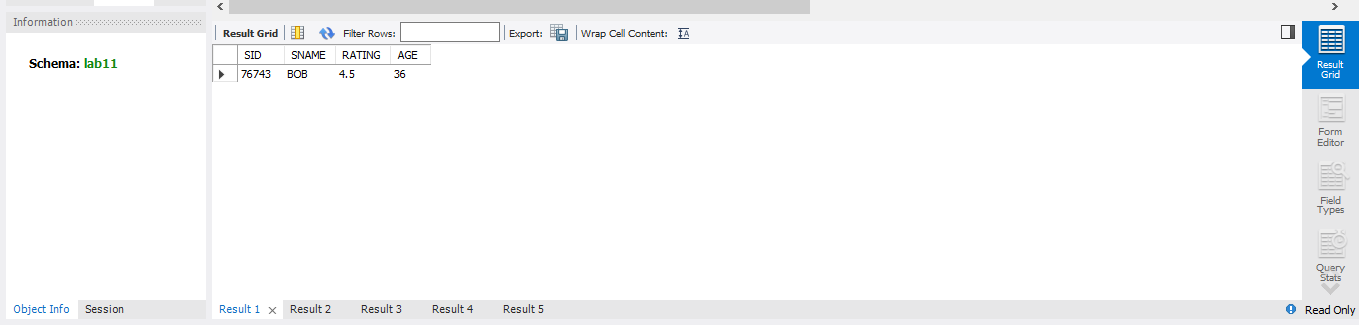 Information
Schema: lab11
Object Info Session
Result Grid Filter Rows: Export: Wrap Cell Content: IA
SID SNAME RATING AGE
76743 BOB 4.5 36
Result 1 × Result 2 Result 3 Result 4 Result 5
Result
Grid
Form
Editor
Field
Types
Query
Stats
Read Only